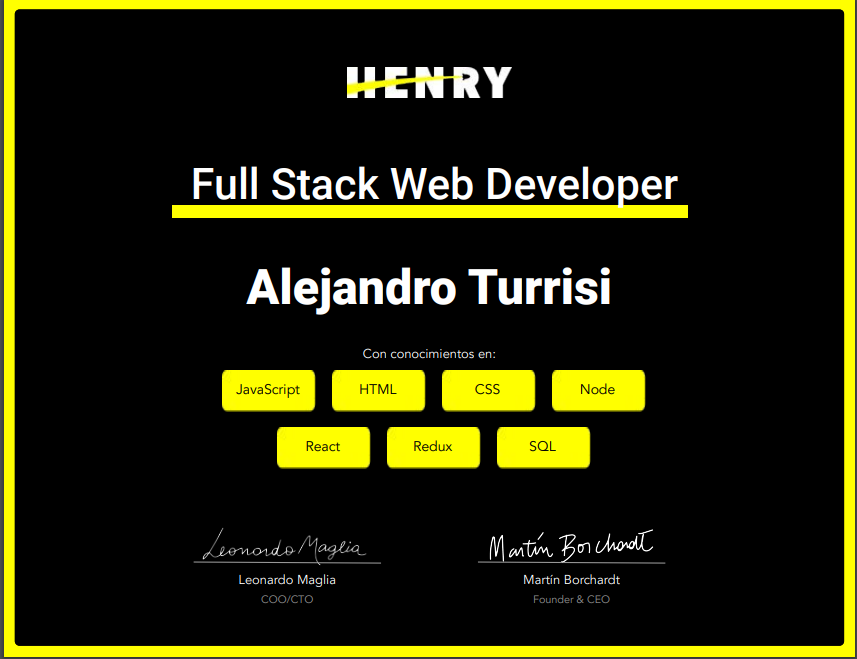 HENRY
Full Stack Web Developer
Alejandro Turrisi
Con conocimientos en:
JavaScript HTML CSS Node
React Redux SQL
Leonardo Maglia Martín Borchardt
Leonardo Maglia Martín Borchardt
COO/CTO Founder & CEO